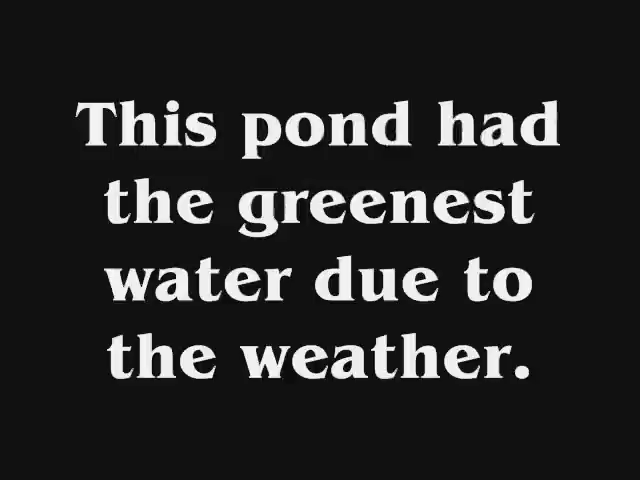 This pond had
the greenest
water due to
the weather.